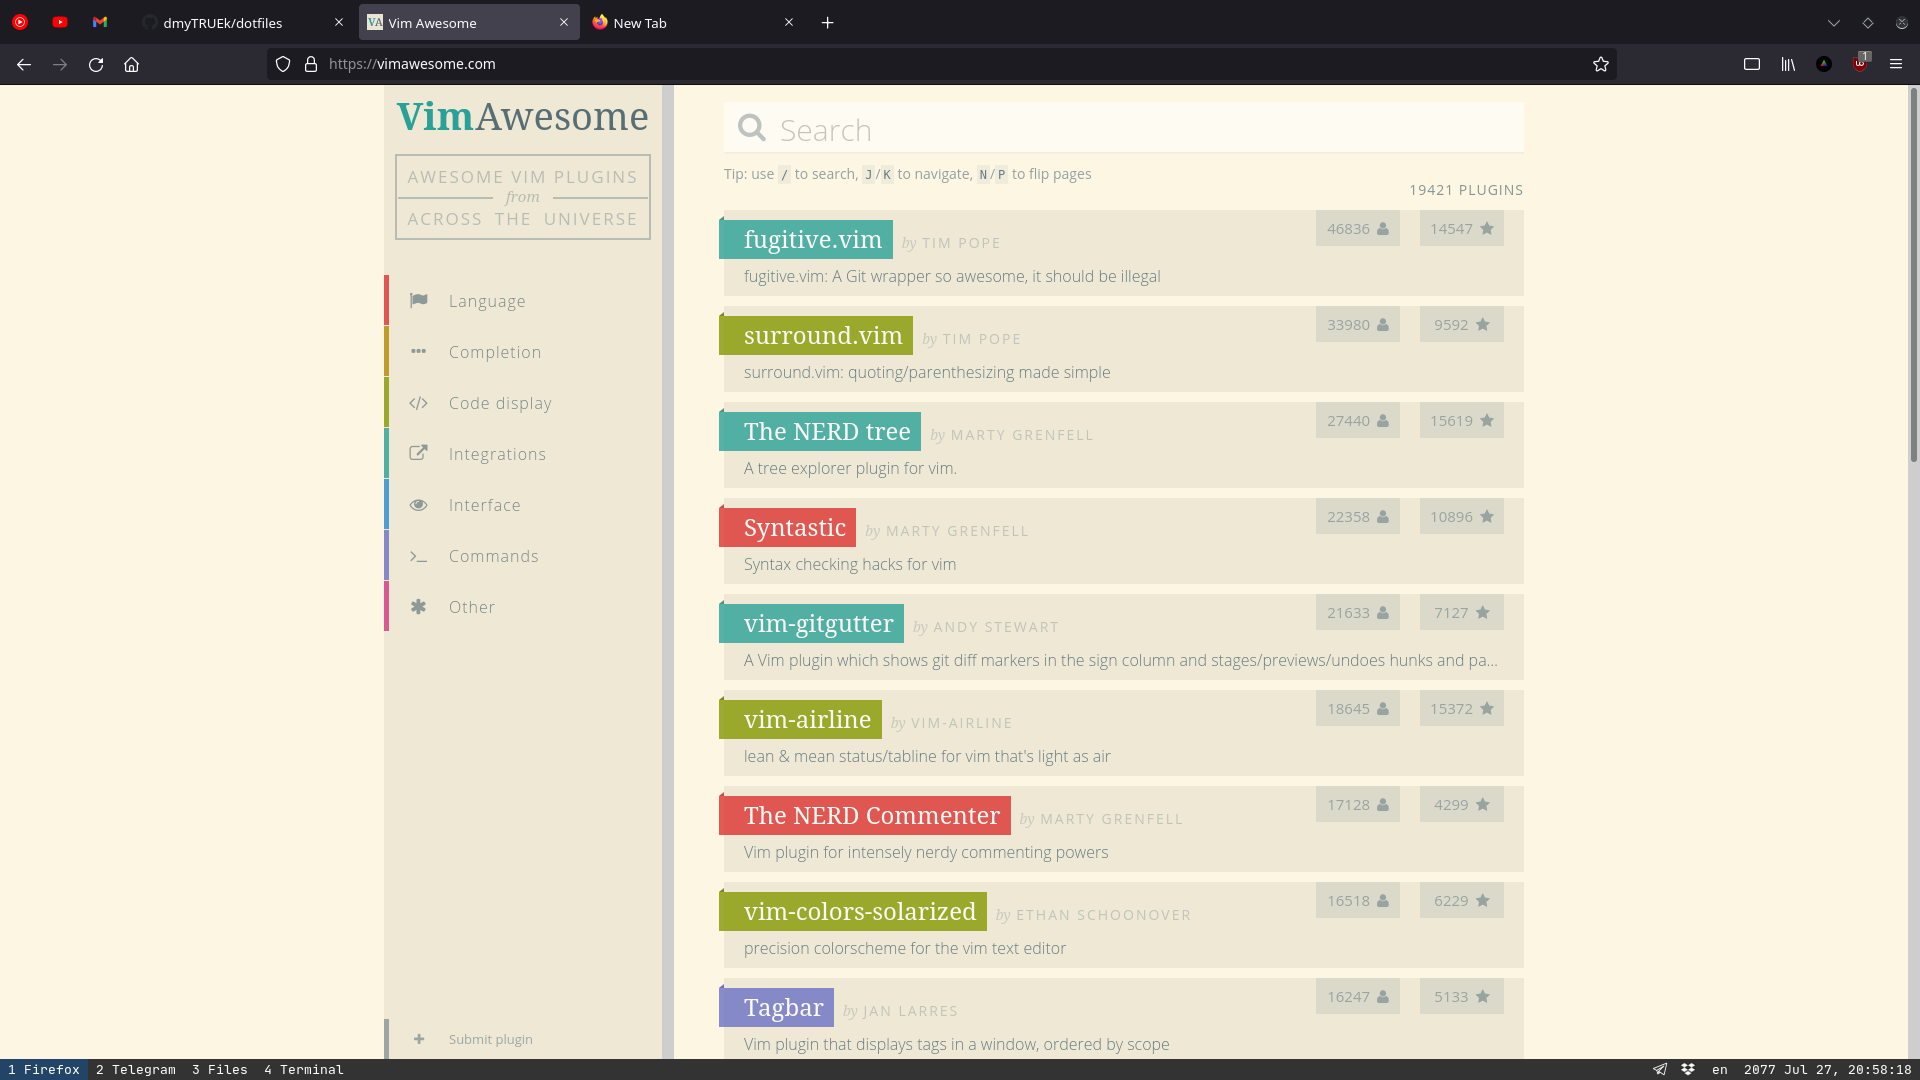 dmyTRUEk/dotfiles
Vim Awesome
New Tab
https://vimawesome.com
1
VimAwesome
AWESOME VIM PLUGINS
from
ACROSS THE UNIVERSE
Language
Completion
Code display
Integrations
Interface
Commands
Other
Submit plugin
Search
Tip: use / to search, J/K to navigate, N/P to flip pages
19421 PLUGINS
fugitive.vim by TIM POPE 46836 14547
fugitive.vim: A Git wrapper so awesome, it should be illegal
surround.vim by TIM POPE 33980 9592
surround.vim: quoting/parenthesizing made simple
The NERD tree by MARTY GRENFELL 27440 15619
A tree explorer plugin for vim.
Syntastic by MARTY GRENFELL 22358 10896
Syntax checking hacks for vim
vim-gitgutter by ANDY STEWART 21633 7127
A Vim plugin which shows git diff markers in the sign column and stages/previews/undoes hunks and pa...
vim-airline by VIM-AIRLINE 18645 15372
lean & mean status/tabline for vim that's light as air
The NERD Commenter by MARTY GRENFELL 17128 4299
Vim plugin for intensely nerdy commenting powers
vim-colors-solarized by ETHAN SCHOONOVER 16518 6229
precision colorscheme for the vim text editor
Tagbar by JAN LARRES 16247 5133
Vim plugin that displays tags in a window, ordered by scope
1 Firefox 2 Telegram 3 Files 4 Terminal
en 2077 Jul 27, 20:58:18